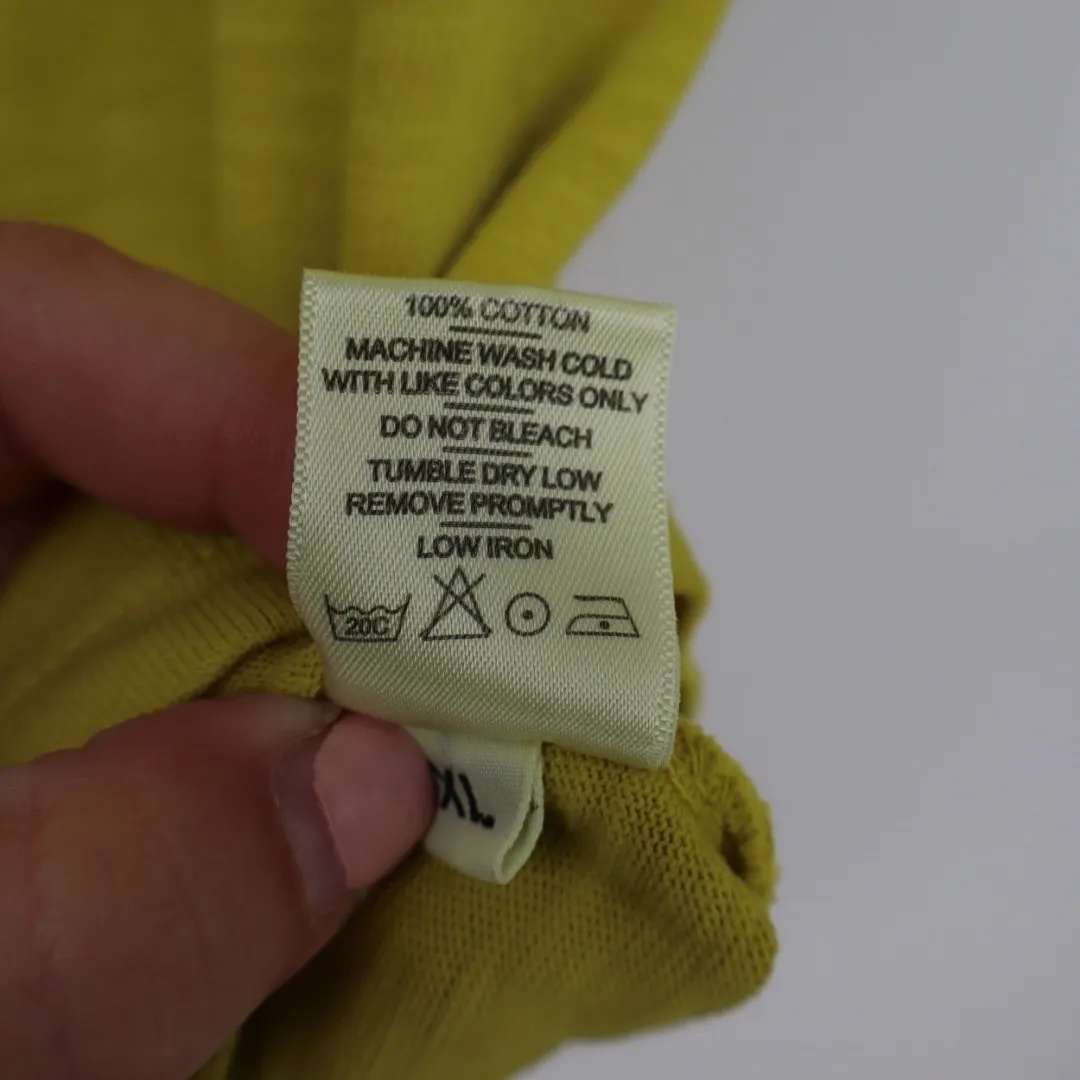 100% COTTON
MACHINE WASH COLD
WITH LIKE COLORS ONLY
DO NOT BLEACH
TUMBLE DRY LOW
REMOVE PROMPTLY
LOW IRON
20C